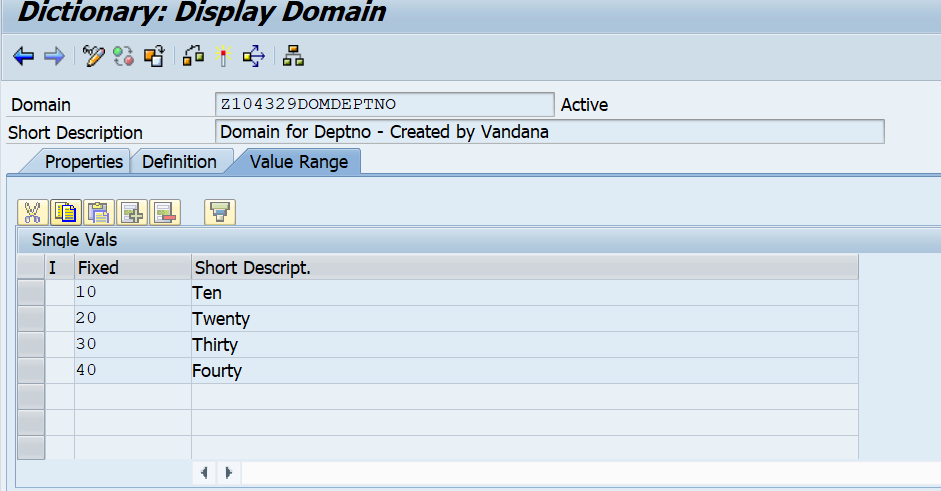 Dictionary: Display Domain
Domain Z104329DOMDEPTNO Active
Short Description Domain for Deptno - Created by Vandana
Properties Definition Value Range
Single Vals
I Fixed Short Descript.
10 Ten
20 Twenty
30 Thirty
40 Fourty